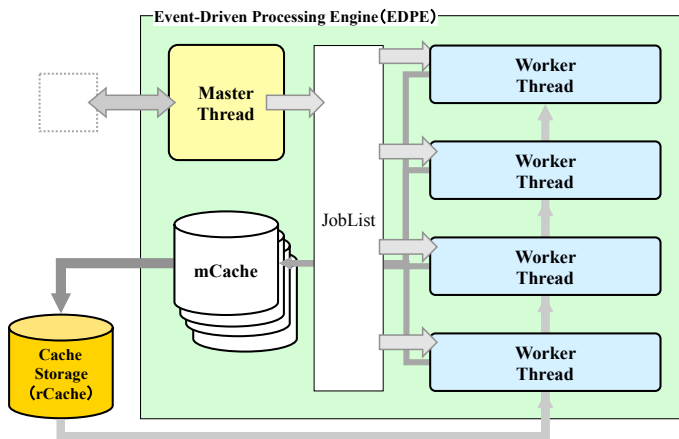 Event-Driven Processing Engine(EDPE)
Master
Thread
JobList
Worker
Thread
Worker
Thread
Worker
Thread
Worker
Thread
mCache
Cache
Storage
(rCache)